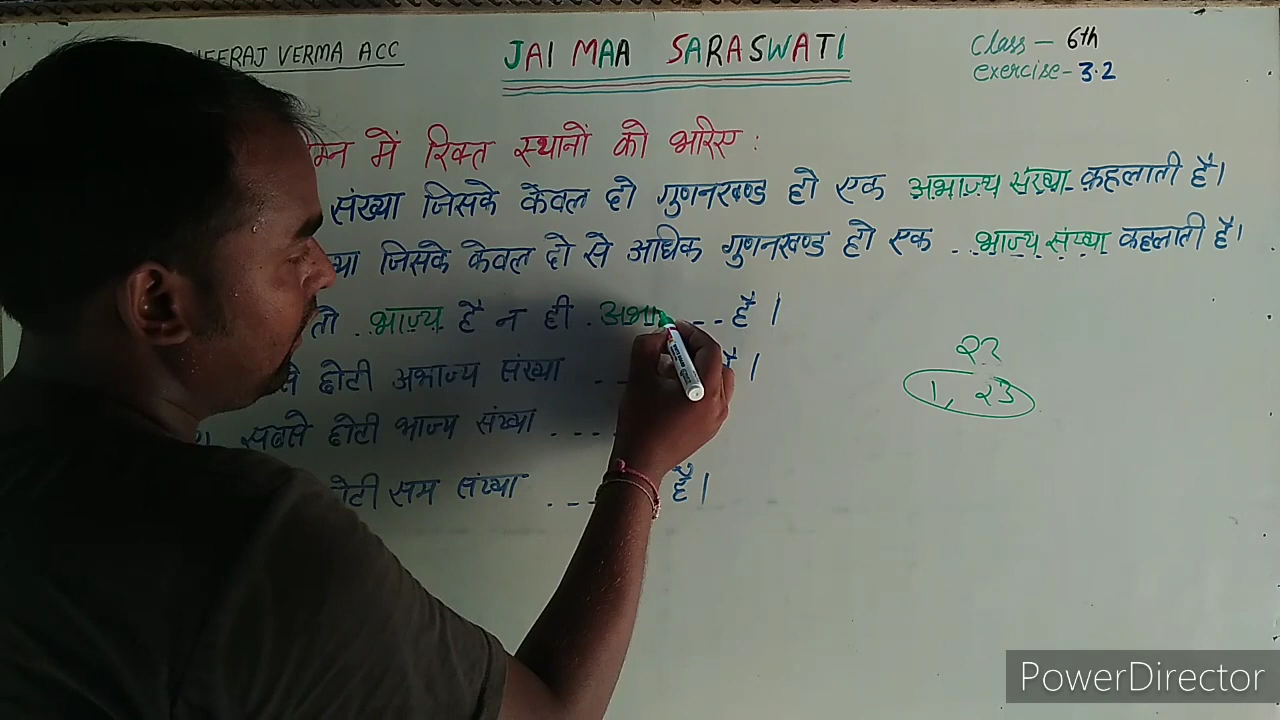 NEERAJ VERMA ACC
JAI MAA SARASWATI
Class - 6th
exercise - 3.2
में रिक्त स्थानों को भरिए :
संख्या जिसके केवल दो गुणनखण्ड हो एक अभाज्य संख्या कहलाती है।
जिसके केवल दो से अधिक गुणनखण्ड हो एक . भाज्य संख्या कहलाती है।
तो . भाज्य है न ही . अभा - - है।
छोटी अभाज्य संख्या . - है।
सबसे छोटी भाज्य संख्या . - - -
सम संख्या . - - है।
1, 23
PowerDirector